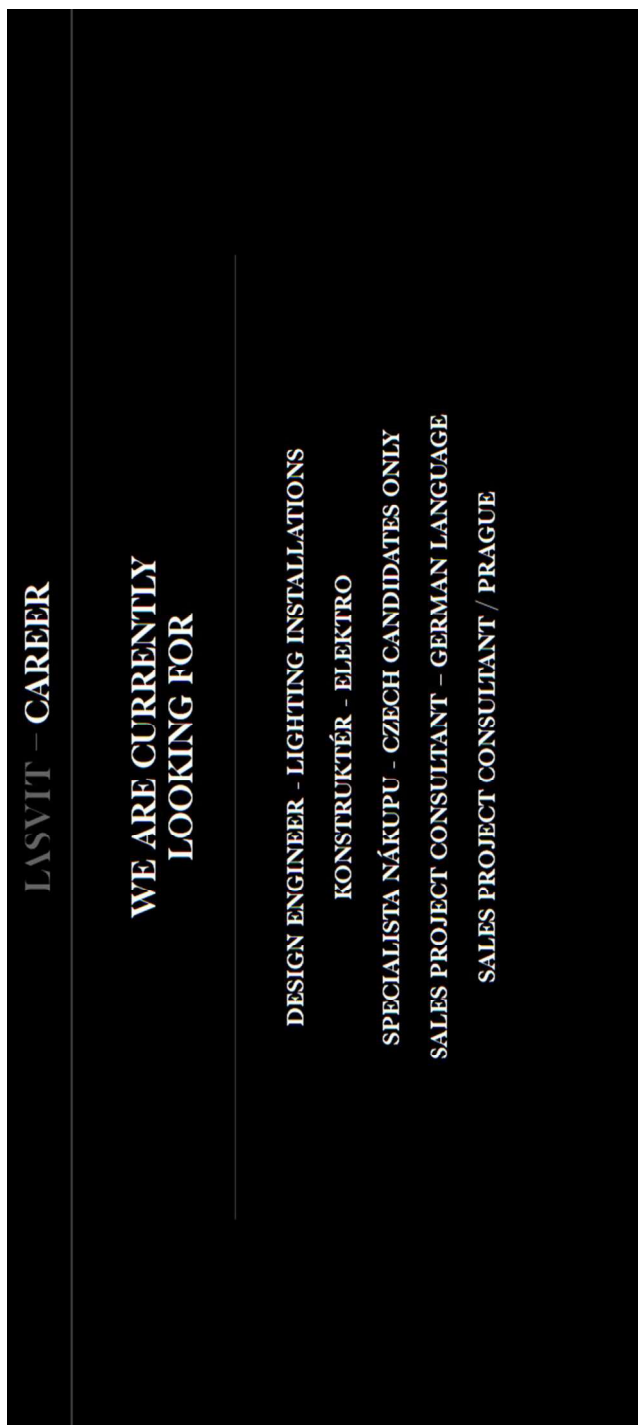 LASVIT – CAREER
WE ARE CURRENTLY
LOOKING FOR
DESIGN ENGINEER - LIGHTING INSTALLATIONS
KONSTRUKTÉR - ELEKTRO
SPECIALISTA NÁKUPU - CZECH CANDIDATES ONLY
SALES PROJECT CONSULTANT – GERMAN LANGUAGE
SALES PROJECT CONSULTANT / PRAGUE